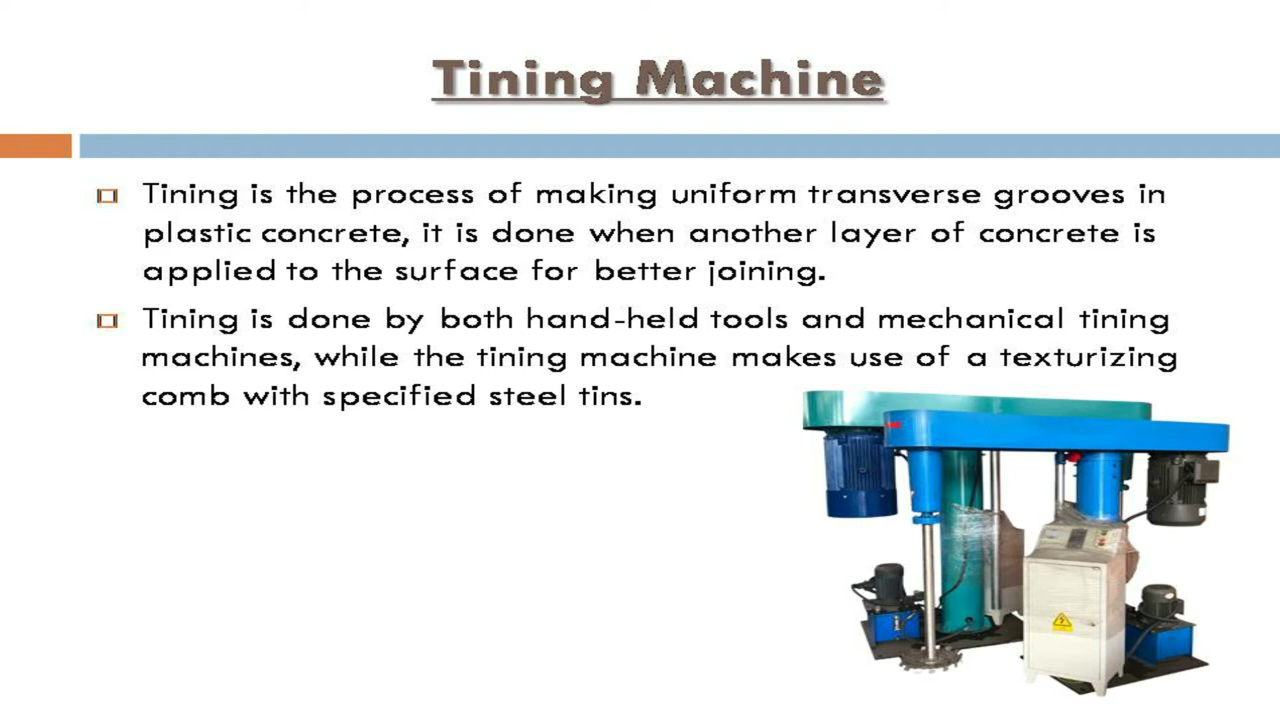 Tining Machine
Tining is the process of making uniform transverse grooves in
plastic concrete, it is done when another layer of concrete is
applied to the surface for better joining.
Tining is done by both hand-held tools and mechanical tining
machines, while the tining machine makes use of a texturizing
comb with specified steel tins.